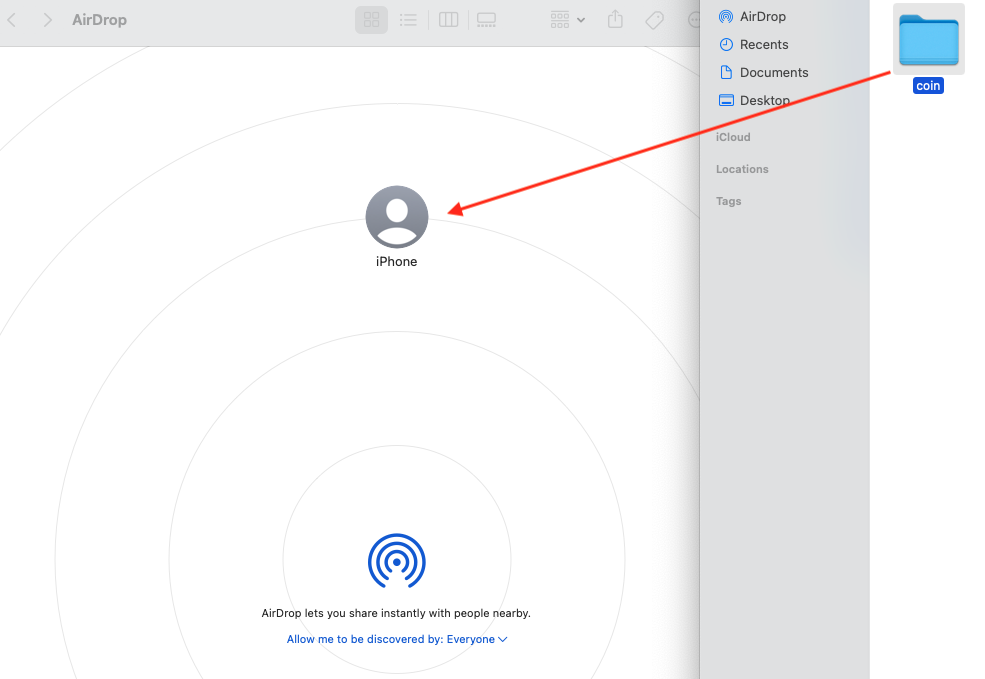 AirDrop
AirDrop
Recents
Documents
Desktop
iCloud
Locations
Tags
coin
iPhone
AirDrop lets you share instantly with people nearby.
Allow me to be discovered by: Everyone